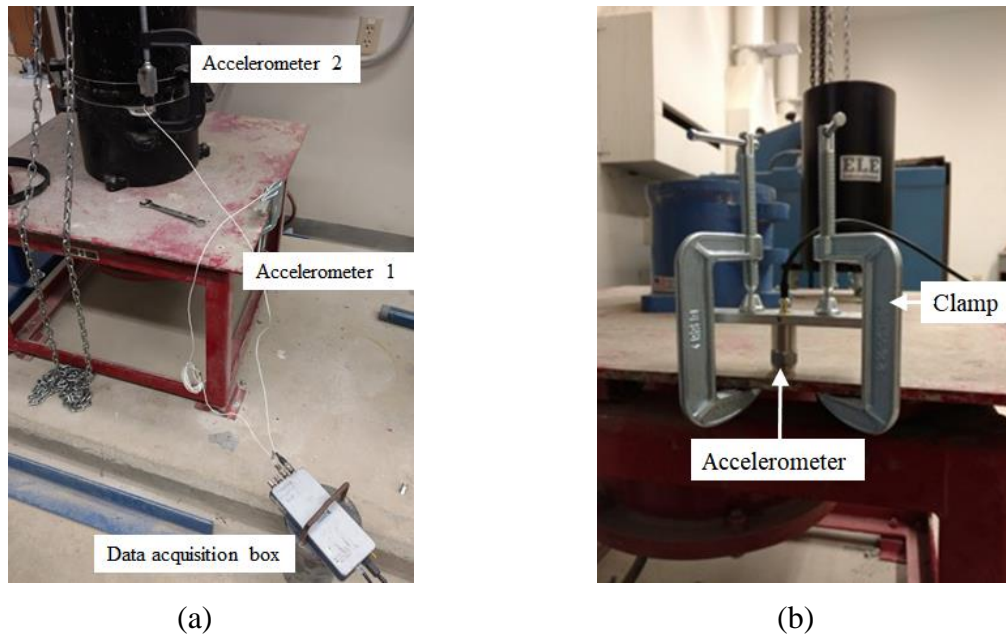 Accelerometer 2
Accelerometer 1
Data acquisition box
(a)
ELE
Clamp
Accelerometer
(b)